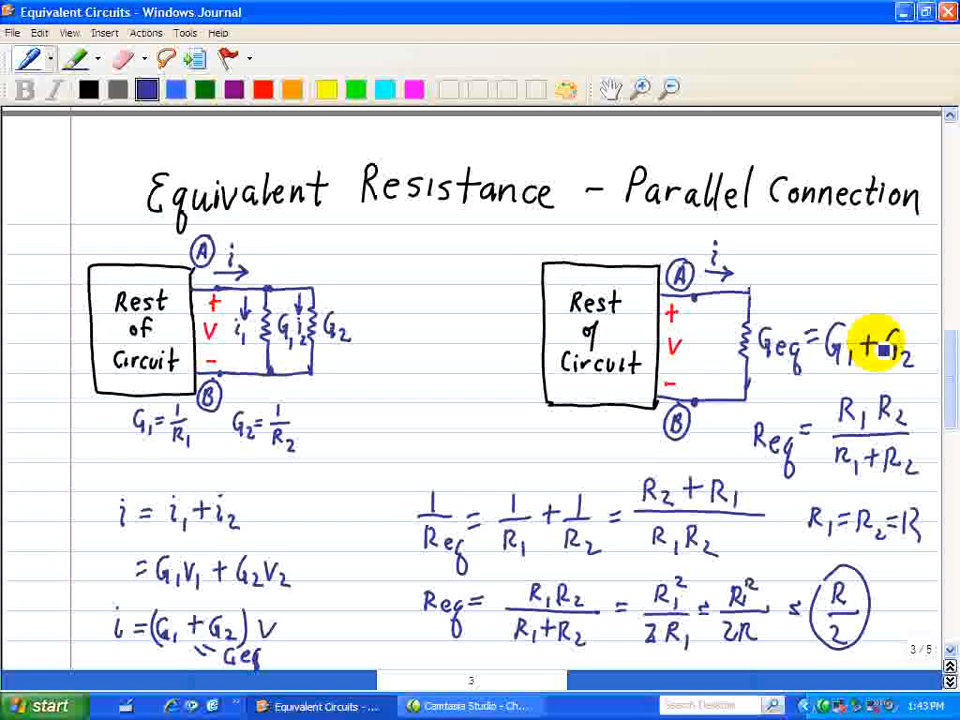 Equivalent Circuits - Windows Journal
File Edit View Insert Actions Tools Help
B I
Equivalent Resistance - Parallel Connection
A i
Rest of Circuit
+
V
-
i₁ G₁ i₂ G₂
B
G₁ = 1/R₁ G₂ = 1/R₂
A i
Rest of Circuit
+
V
-
B
Geq = G₁ + G₂
Req = R₁ R₂ / R₁ + R₂
i = i₁ + i₂
= G₁V₁ + G₂V₂
i = (G₁ + G₂) V
Geq
1/Req = 1/R₁ + 1/R₂ = R₂ + R₁ / R₁R₂
R₁ = R₂ = R
Req = R₁R₂ / R₁+R₂ = R₁² / 2R₁ = R² / 2R = R/2
3 / 5
3
start
Equivalent Circuits - ...
Camtasia Studio - Ch...
Search Desktop
1:43 PM